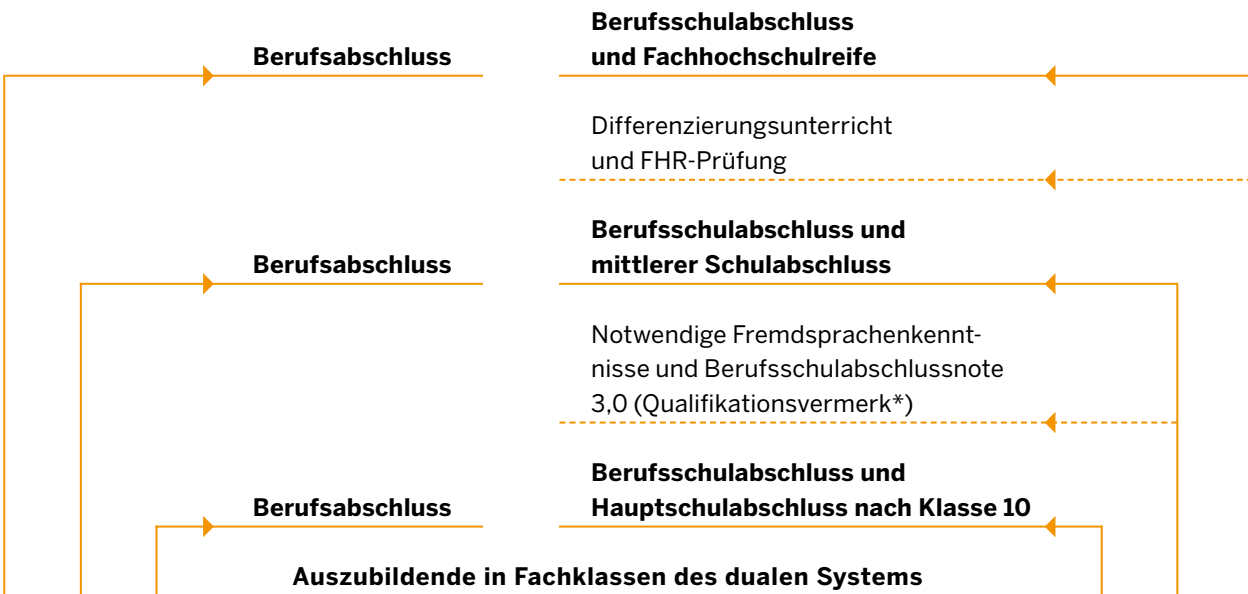 Berufsabschluss
Berufsschulabschluss
und Fachhochschulreife
Differenzierungsunterricht
und FHR-Prüfung
Berufsabschluss
Berufsschulabschluss und
mittlerer Schulabschluss
Notwendige Fremdsprachenkennt-
nisse und Berufsschulabschlussnote
3,0 (Qualifikationsvermerk*)
Berufsabschluss
Berufsschulabschluss und
Hauptschulabschluss nach Klasse 10
Auszubildende in Fachklassen des dualen Systems